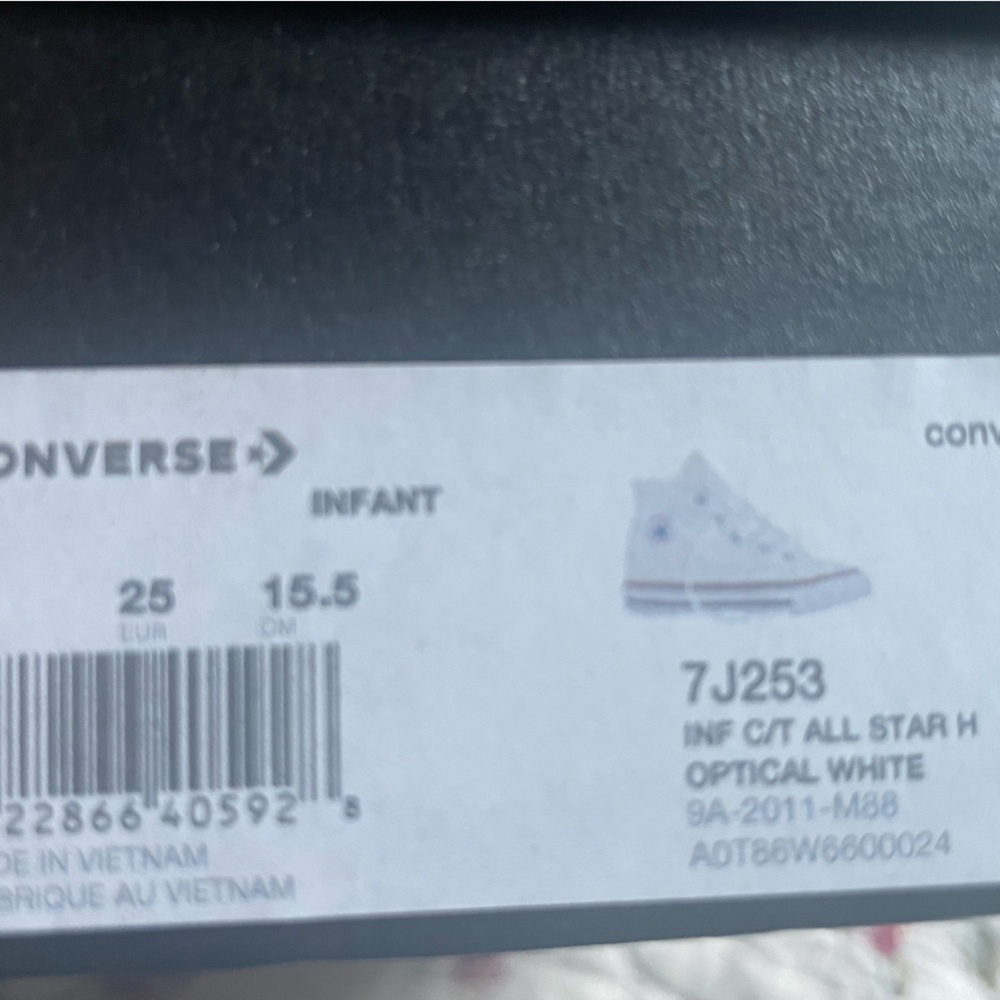 ONVERSE
INFANT
25 15.5
EUR CM
22866 40592 8
DE IN VIETNAM
BRIQUE AU VIETNAM
conv
7J253
INF C/T ALL STAR H
OPTICAL WHITE
9A-2011-M88
A0T86W6600024